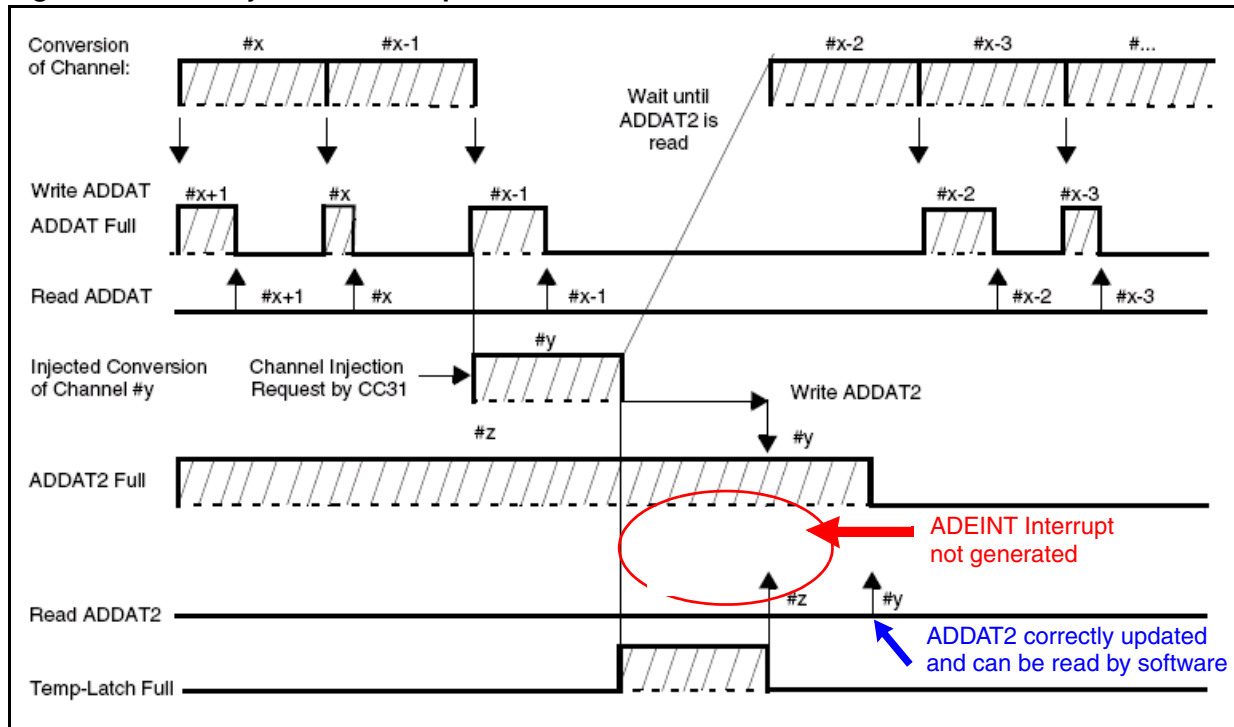 Conversion
of Channel:
#x
#x-1
#x-2
#x-3
#...
Wait until
ADDAT2 is
read
Write ADDAT
ADDAT Full
#x+1
#x
#x-1
#x-2
#x-3
Read ADDAT
#x+1
#x
#x-1
#x-2
#x-3
Injected Conversion
of Channel #y
Channel Injection
Request by CC31
#y
Write ADDAT2
#z
#y
ADDAT2 Full
ADEINT Interrupt
not generated
Read ADDAT2
#z
#y
ADDAT2 correctly updated
and can be read by software
Temp-Latch Full